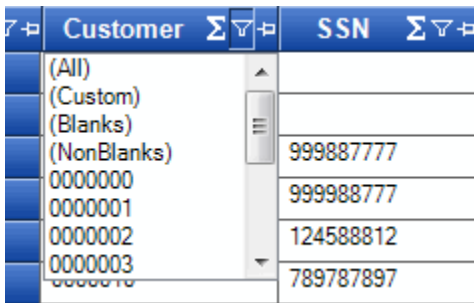 Customer Σ SSN Σ
(All)
(Custom)
(Blanks)
(NonBlanks)
999887777
0000000
999988777
0000001
0000002
124588812
0000003
789787897